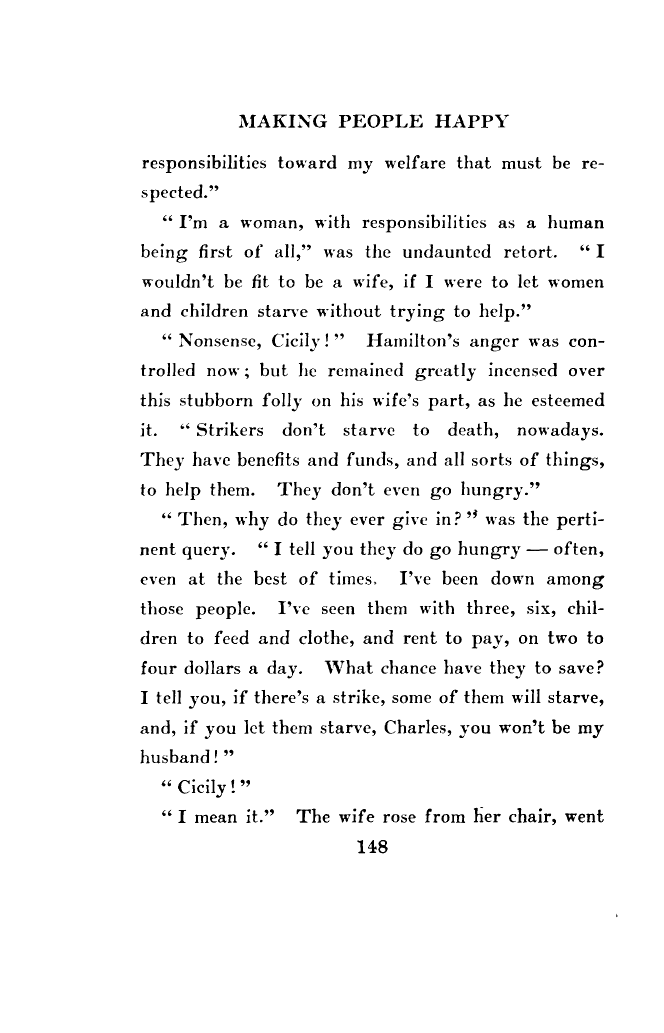 MAKING PEOPLE HAPPY
responsibilities toward my welfare that must be re-
spected.”
“ I’m a woman, with responsibilities as a human
being first of all,” was the undaunted retort. “ I
wouldn’t be fit to be a wife, if I were to let women
and children starve without trying to help.”
“ Nonsense, Cicily ! ” Hamilton’s anger was con-
trolled now ; but he remained greatly incensed over
this stubborn folly on his wife’s part, as he esteemed
it. “ Strikers don’t starve to death, nowadays.
They have benefits and funds, and all sorts of things,
to help them. They don’t even go hungry.”
“ Then, why do they ever give in? ” was the perti-
nent query. “ I tell you they do go hungry — often,
even at the best of times. I’ve been down among
those people. I’ve seen them with three, six, chil-
dren to feed and clothe, and rent to pay, on two to
four dollars a day. What chance have they to save?
I tell you, if there’s a strike, some of them will starve,
and, if you let them starve, Charles, you won’t be my
husband ! ”
“ Cicily ! ”
“ I mean it.” The wife rose from her chair, went
148